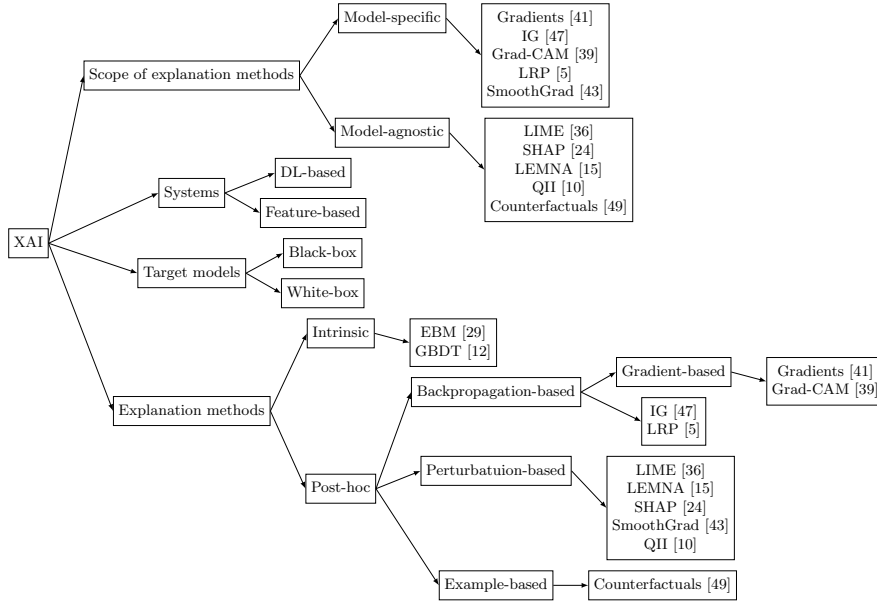 XAI
Scope of explanation methods
Model-specific
Gradients [41]
IG [47]
Grad-CAM [39]
LRP [5]
SmoothGrad [43]
Model-agnostic
LIME [36]
SHAP [24]
LEMNA [15]
QII [10]
Counterfactuals [49]
Systems
DL-based
Feature-based
Target models
Black-box
White-box
Explanation methods
Intrinsic
EBM [29]
GBDT [12]
Post-hoc
Backpropagation-based
Gradient-based
Gradients [41]
Grad-CAM [39]
IG [47]
LRP [5]
Perturbatuion-based
LIME [36]
LEMNA [15]
SHAP [24]
SmoothGrad [43]
QII [10]
Example-based
Counterfactuals [49]